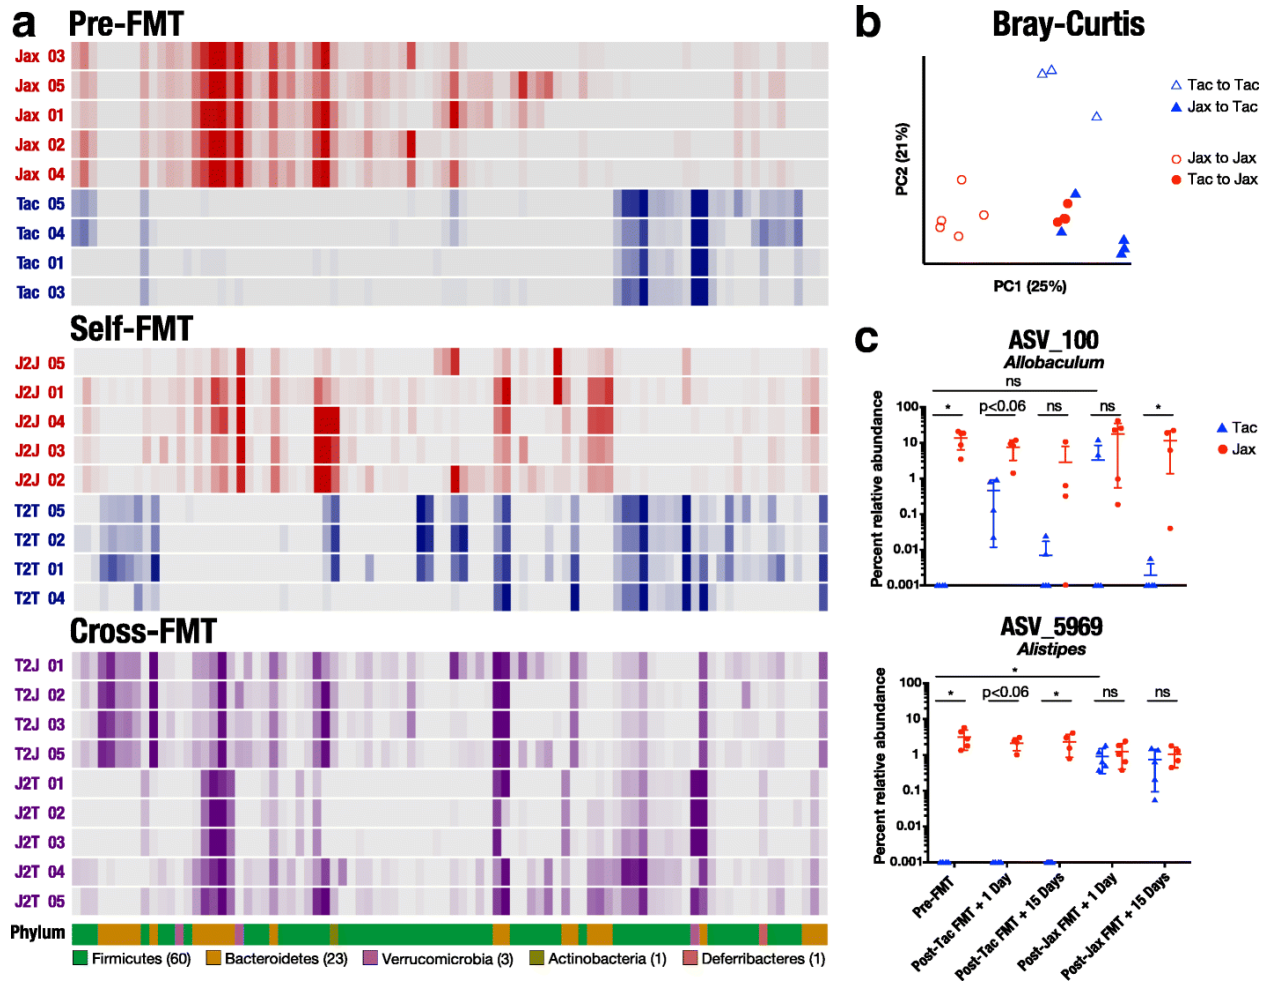 a
Pre-FMT
Jax 03
Jax 05
Jax 01
Jax 02
Jax 04
Tac 05
Tac 04
Tac 01
Tac 03
Self-FMT
J2J 05
J2J 01
J2J 04
J2J 03
J2J 02
T2T 05
T2T 02
T2T 01
T2T 04
Cross-FMT
T2J 01
T2J 02
T2J 03
T2J 05
J2T 01
J2T 02
J2T 03
J2T 04
J2T 05
Phylum
Firmicutes (60) Bacteroidetes (23) Verrucomicrobia (3) Actinobacteria (1) Deferribacteres (1)
b
Bray-Curtis
PC2 (21%)
PC1 (25%)
Tac to Tac
Jax to Tac
Jax to Jax
Tac to Jax
c
ASV_100
Allobaculum
ns
* p<0.06 ns ns *
Percent relative abundance
100
10
1
0.1
0.01
0.001
Tac
Jax
ASV_5969
Alistipes
*
* p<0.06 * ns ns
Percent relative abundance
100
10
1
0.1
0.01
0.001
Pre-FMT
Post-Tac FMT + 1 Day
Post-Tac FMT + 15 Days
Post-Jax FMT + 1 Day
Post-Jax FMT + 15 Days